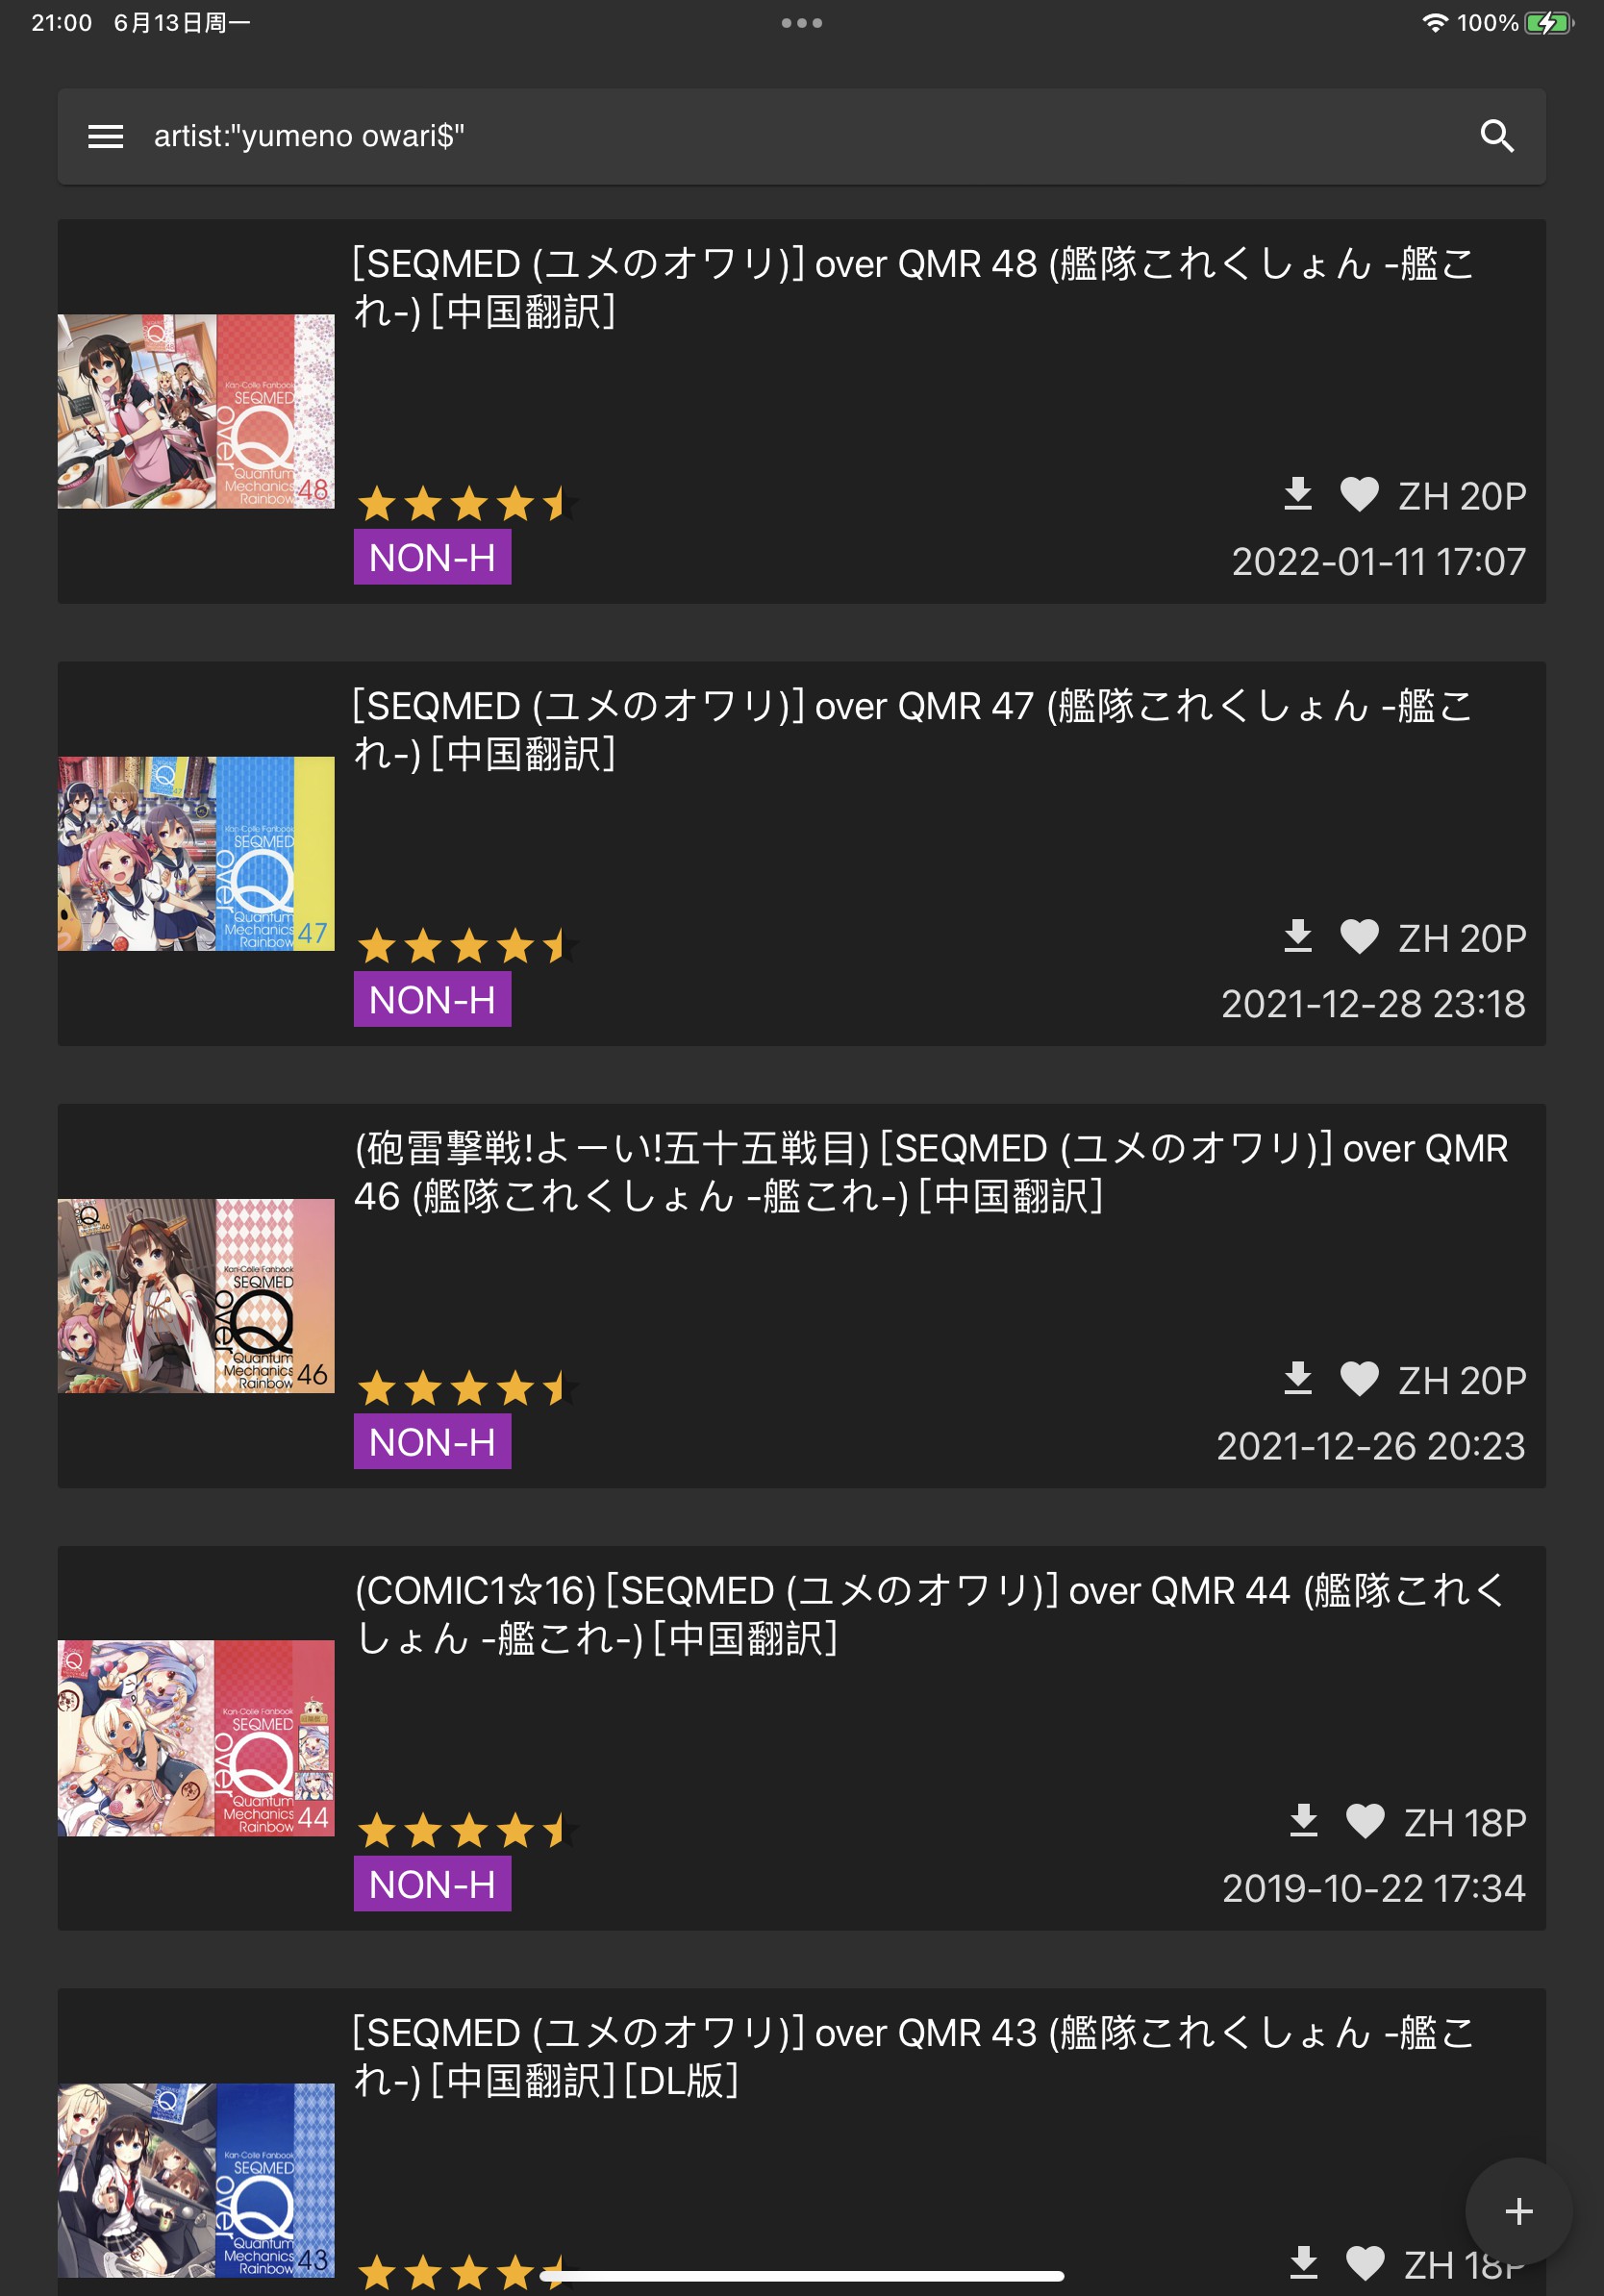 21:00 6月13日周一
100%
artist:"yumeno owari$"
[SEQMED (ユメのオワリ)] over QMR 48 (艦隊これくしょん -艦こ
れ-) [中国翻訳]
Kan-Colle Fanbook
SEQMED
over Q
Quantum
Mechanics
Rainbow 48
ZH 20P
NON-H
2022-01-11 17:07
[SEQMED (ユメのオワリ)] over QMR 47 (艦隊これくしょん -艦こ
れ-) [中国翻訳]
Kan-Colle Fanbook
SEQMED
over Q
Quantum
Mechanics
Rainbow 47
ZH 20P
NON-H
2021-12-28 23:18
(砲雷撃戦!よーい!五十五戦目) [SEQMED (ユメのオワリ)] over QMR
46 (艦隊これくしょん -艦これ-) [中国翻訳]
Kan-Colle Fanbook
SEQMED
over Q
Quantum
Mechanics
Rainbow 46
ZH 20P
NON-H
2021-12-26 20:23
(COMIC1☆16) [SEQMED (ユメのオワリ)] over QMR 44 (艦隊これく
しょん -艦これ-) [中国翻訳]
Kan-Colle Fanbook
SEQMED
over Q
Quantum
Mechanics
Rainbow 44
ZH 18P
NON-H
2019-10-22 17:34
[SEQMED (ユメのオワリ)] over QMR 43 (艦隊これくしょん -艦こ
れ-) [中国翻訳] [DL版]
Kan-Colle Fanbook
SEQMED
over Q
Quantum
Mechanics
Rainbow 43
ZH 18P